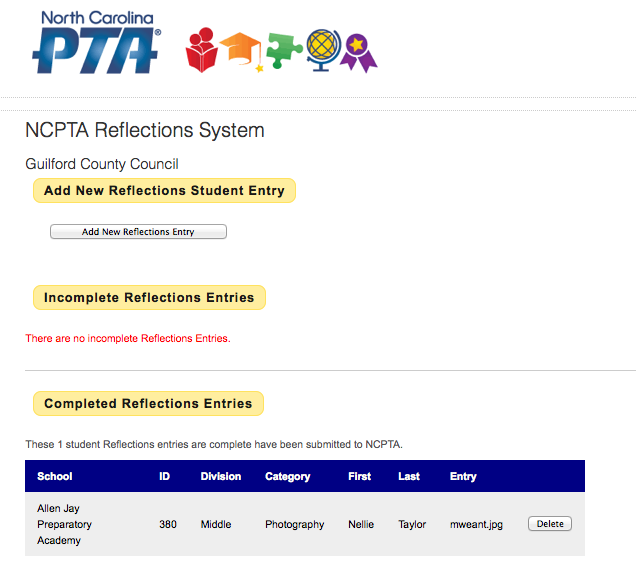 North Carolina
PTA®
NCPTA Reflections System
Guilford County Council
Add New Reflections Student Entry
Add New Reflections Entry
Incomplete Reflections Entries
There are no incomplete Reflections Entries.
Completed Reflections Entries
These 1 student Reflections entries are complete have been submitted to NCPTA.
School ID Division Category First Last Entry
Allen Jay
Preparatory 380 Middle Photography Nellie Taylor mweant.jpg Delete
Academy